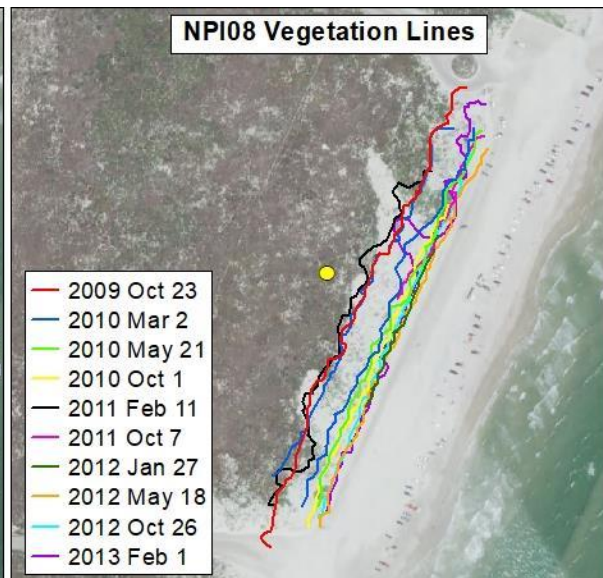 NPI08 Vegetation Lines
2009 Oct 23
2010 Mar 2
2010 May 21
2010 Oct 1
2011 Feb 11
2011 Oct 7
2012 Jan 27
2012 May 18
2012 Oct 26
2013 Feb 1